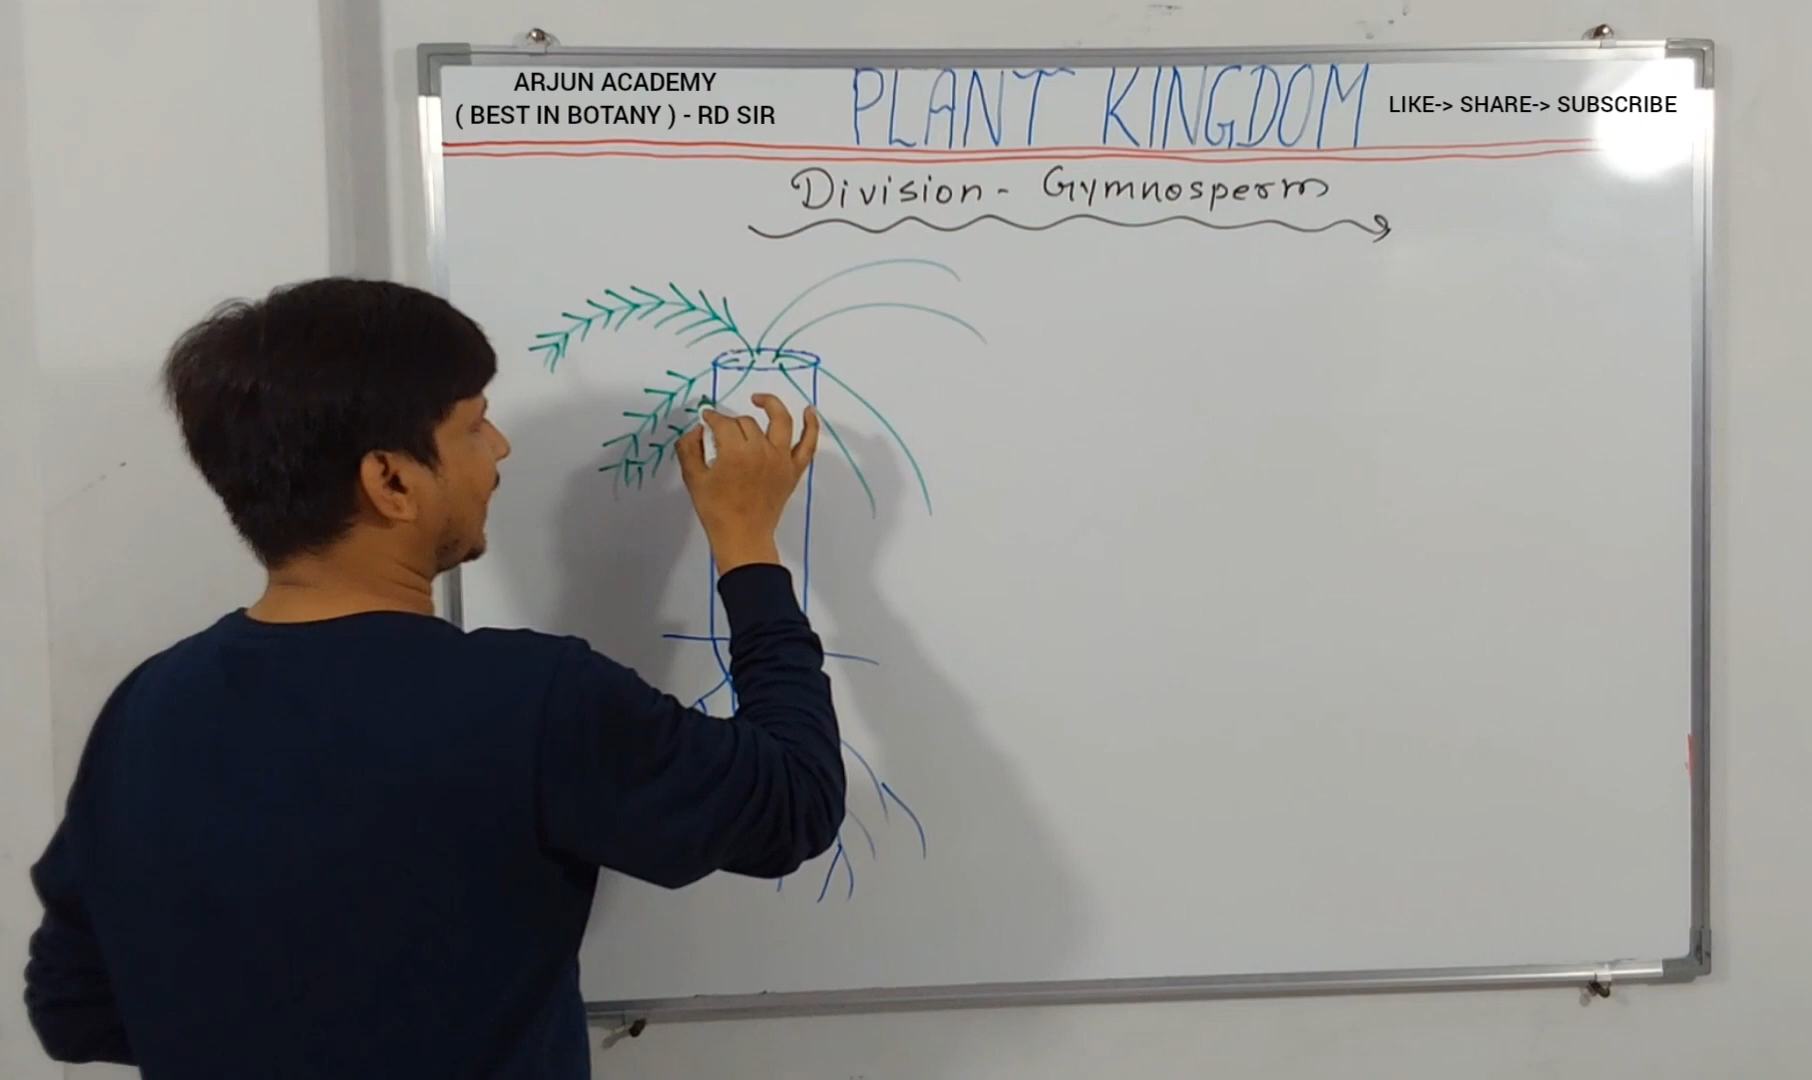 ARJUN ACADEMY
( BEST IN BOTANY ) - RD SIR
PLANT KINGDOM
LIKE-> SHARE-> SUBSCRIBE
Division - Gymnosperm